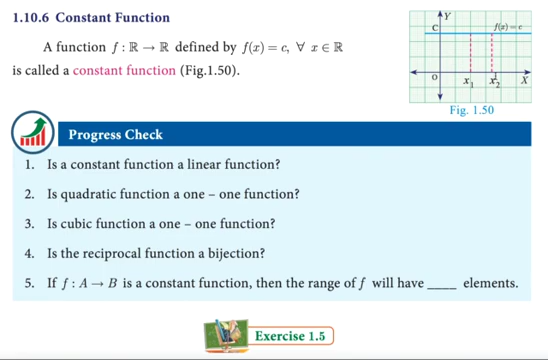 1.10.6 Constant Function
A function f : ℝ → ℝ defined by f(x) = c, ∀ x ∈ ℝ
is called a constant function (Fig.1.50).
Y
C
f(x) = c
O
x₁
x₂
X
Fig. 1.50
Progress Check
1. Is a constant function a linear function?
2. Is quadratic function a one – one function?
3. Is cubic function a one – one function?
4. Is the reciprocal function a bijection?
5. If f : A → B is a constant function, then the range of f will have _____ elements.
Exercise 1.5